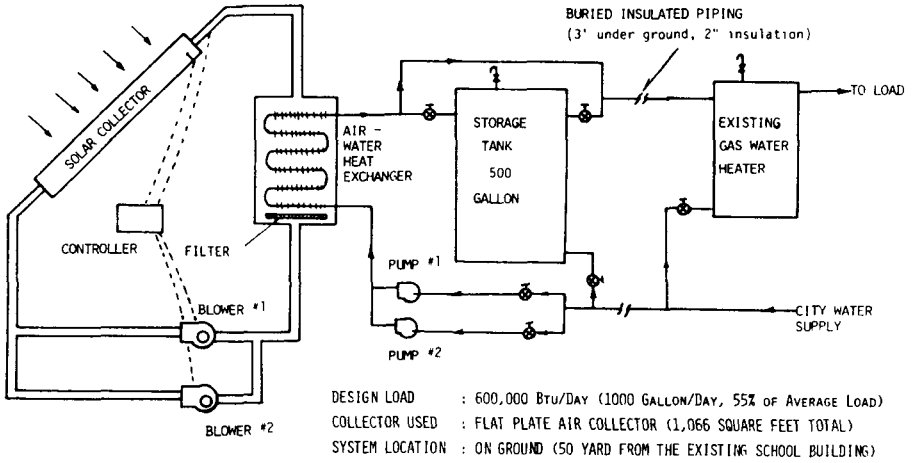 BURIED INSULATED PIPING
(3' under ground, 2" insulation)
SOLAR COLLECTOR
AIR -
WATER
HEAT
EXCHANGER
STORAGE
TANK
500
GALLON
EXISTING
GAS WATER
HEATER
TO LOAD
CONTROLLER
FILTER
PUMP #1
BLOWER #1
PUMP #2
CITY WATER
SUPPLY
BLOWER #2
DESIGN LOAD : 600,000 BTU/DAY (1000 GALLON/DAY, 55% OF AVERAGE LOAD)
COLLECTOR USED : FLAT PLATE AIR COLLECTOR (1,066 SQUARE FEET TOTAL)
SYSTEM LOCATION : ON GROUND (50 YARD FROM THE EXISTING SCHOOL BUILDING)